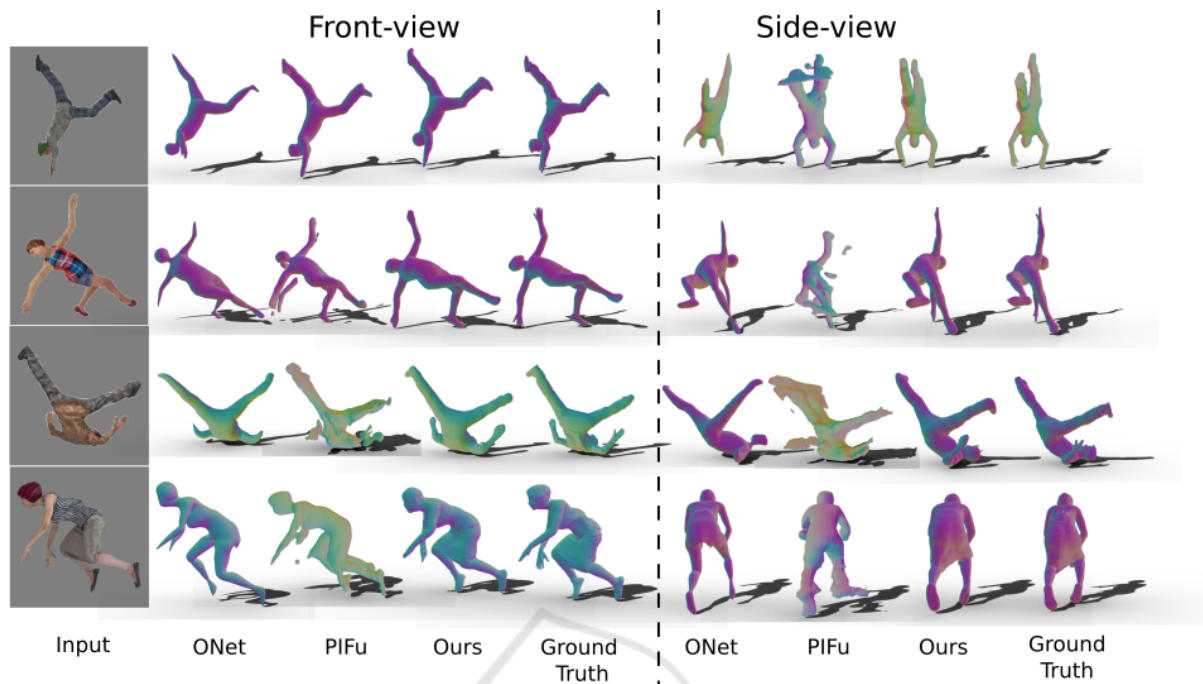 Front-view
Side-view
Input
ONet
PIFu
Ours
Ground
Truth
ONet
PIFu
Ours
Ground
Truth